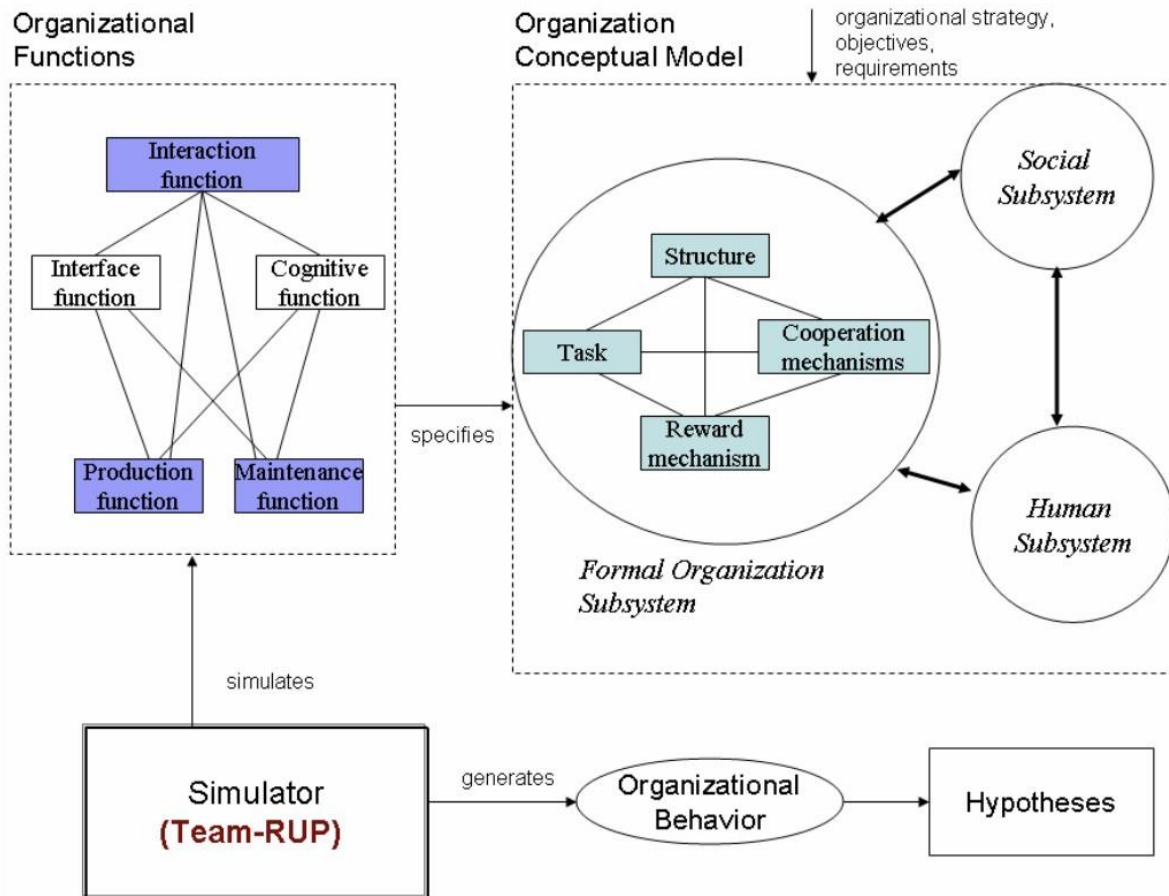 Organizational
Functions
Organization
Conceptual Model
organizational strategy,
objectives,
requirements
Interaction
function
Interface
function
Cognitive
function
Production
function
Maintenance
function
specifies
Structure
Task
Cooperation
mechanisms
Reward
mechanism
Formal Organization
Subsystem
Social
Subsystem
Human
Subsystem
simulates
Simulator
(Team-RUP)
generates
Organizational
Behavior
Hypotheses